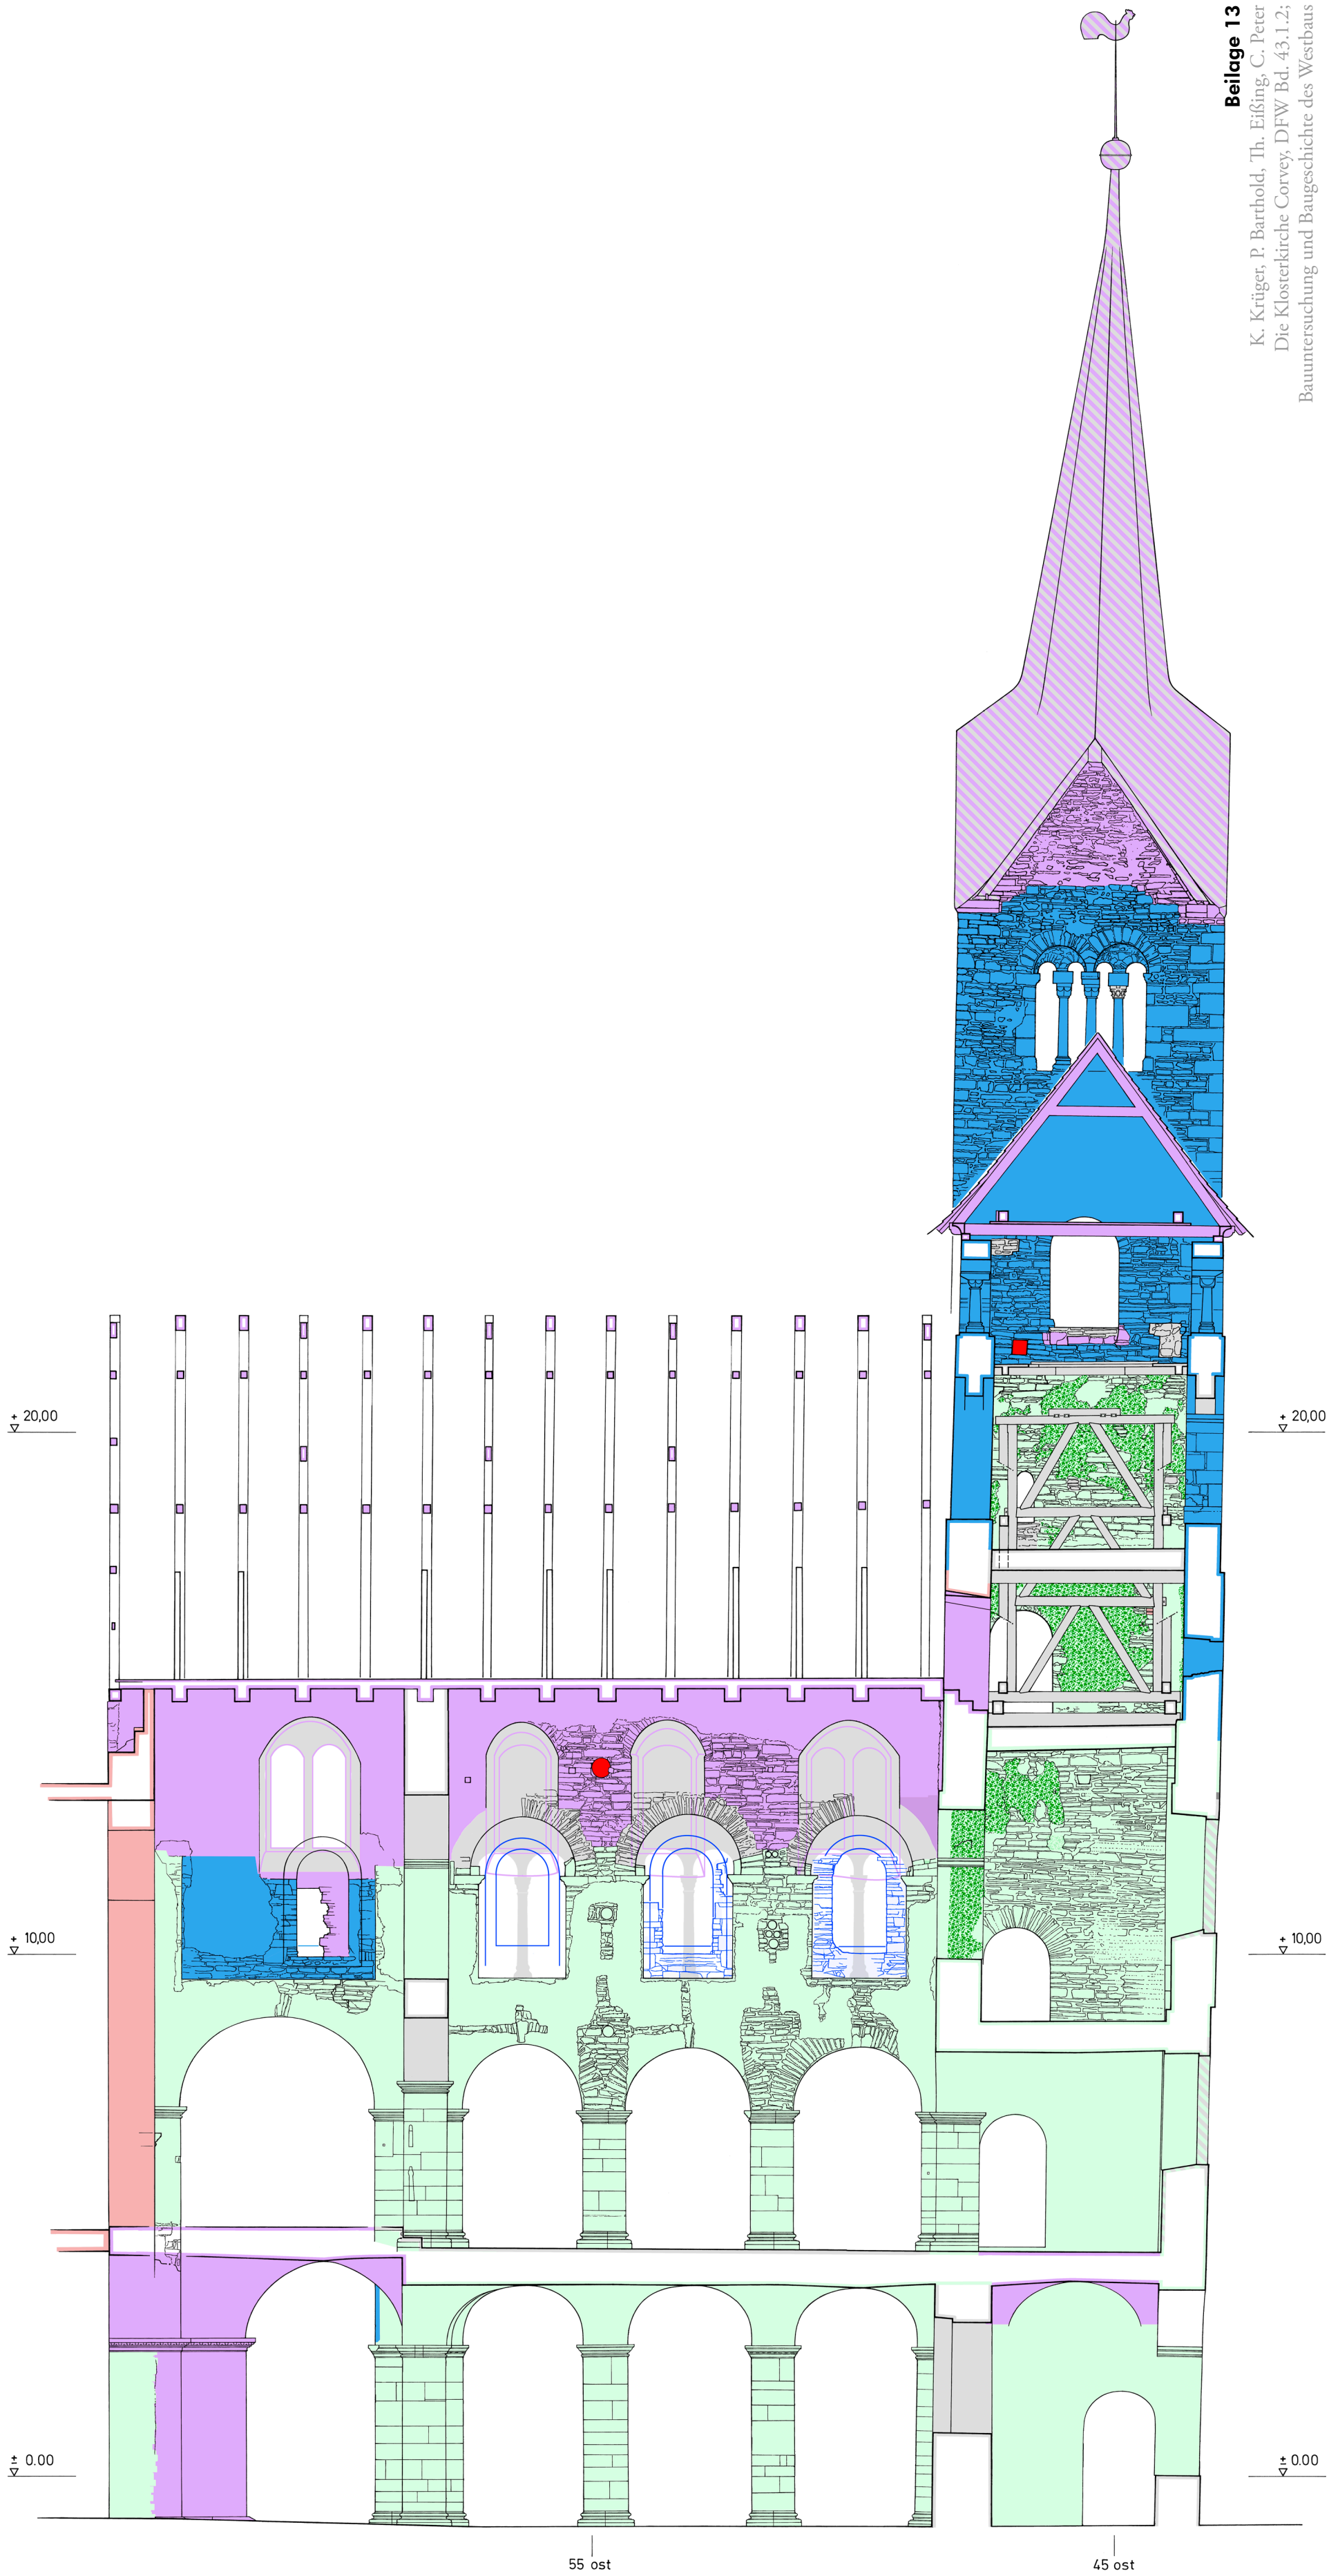 Beilage 13
K. Krüger, P. Barthold, Th. Eißing, C. Peter
Die Klosterkirche Corvey, DFW Bd. 43.1.2;
Bauuntersuchung und Baugeschichte des Westbaus
+ 20,00
+ 20,00
+ 10,00
+ 10,00
± 0.00
± 0.00
55 ost
45 ost